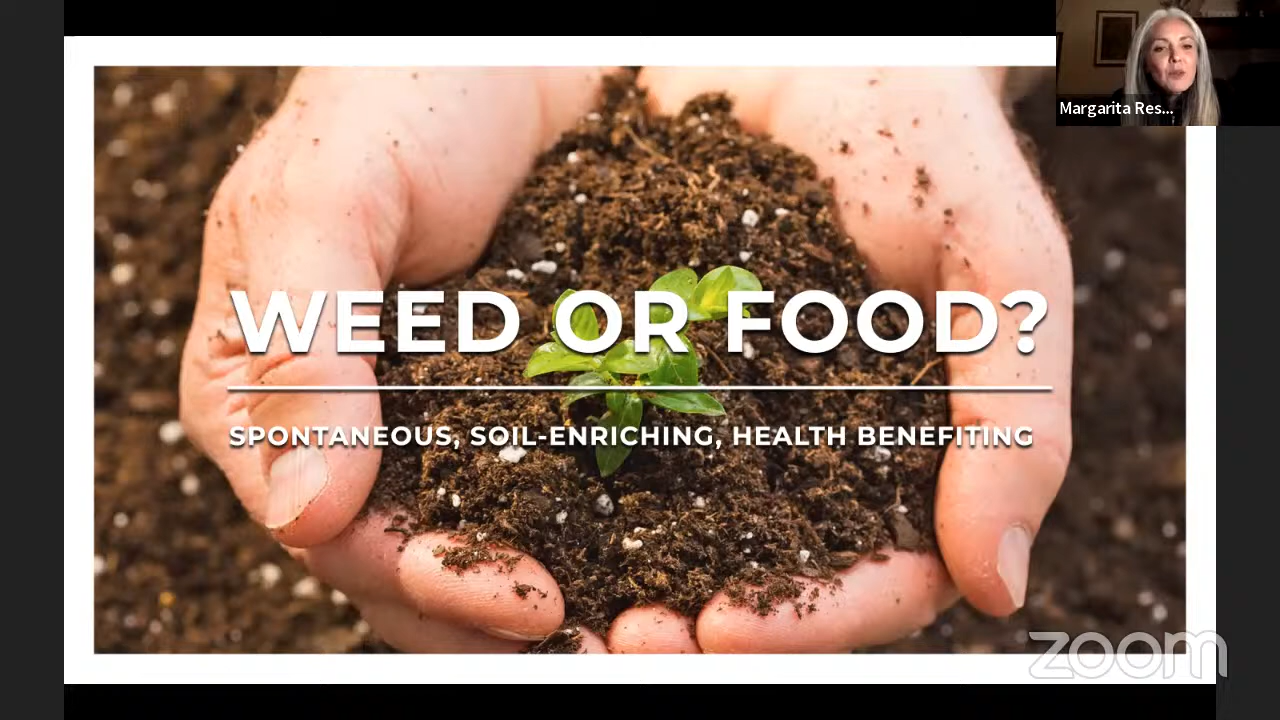 Margarita Res...
WEED OR FOOD?
SPONTANEOUS, SOIL-ENRICHING, HEALTH BENEFITING
zoom